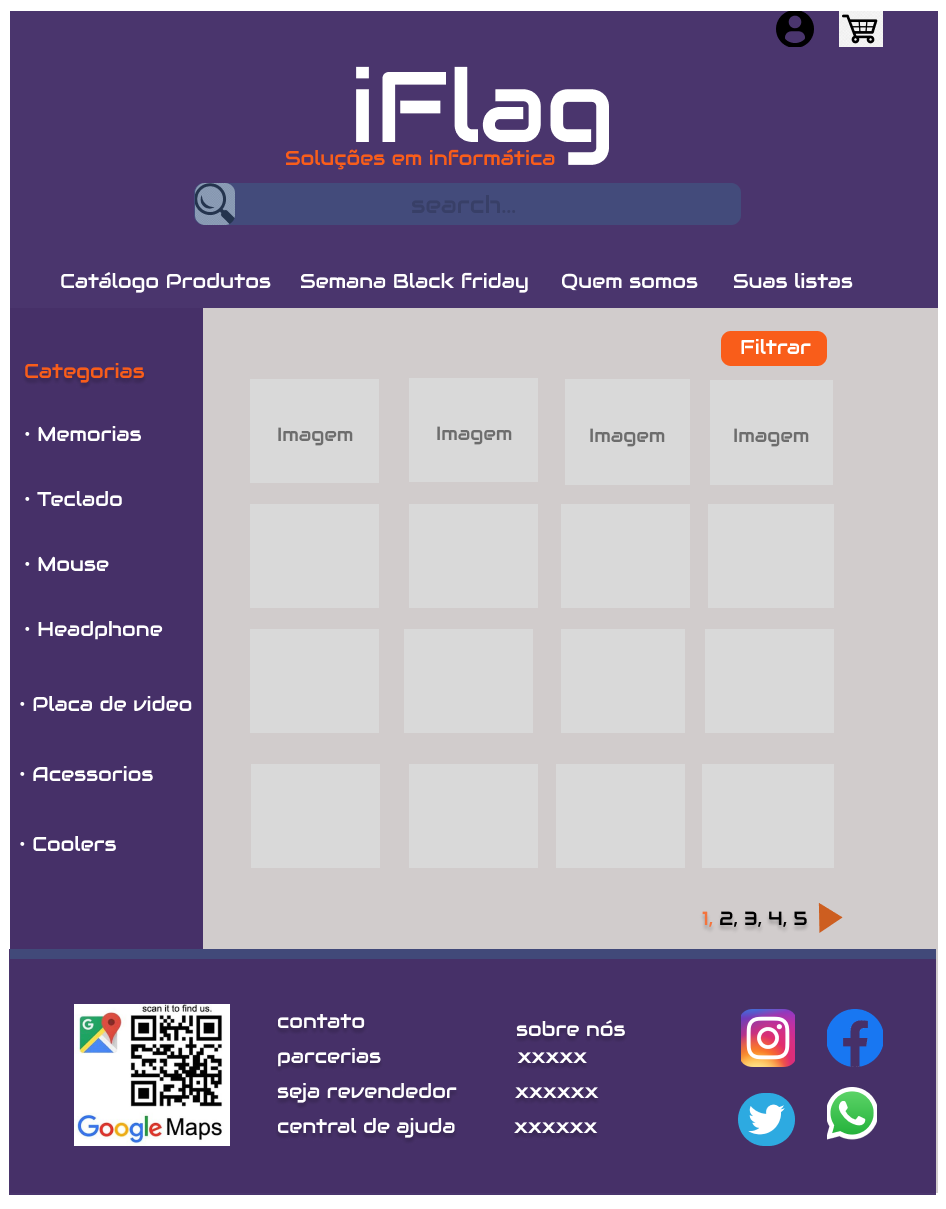 iFlag
Soluções em informática
search...
Catálogo Produtos Semana Black friday Quem somos Suas listas
Filtrar
Categorias
• Memorias
• Teclado
• Mouse
• Headphone
• Placa de video
• Acessorios
• Coolers
Imagem Imagem Imagem Imagem
1, 2, 3, 4, 5
scan it to find us.
G
Google Maps
contato
parcerias
seja revendedor
central de ajuda
sobre nós
xxxxx
xxxxxx
xxxxxx